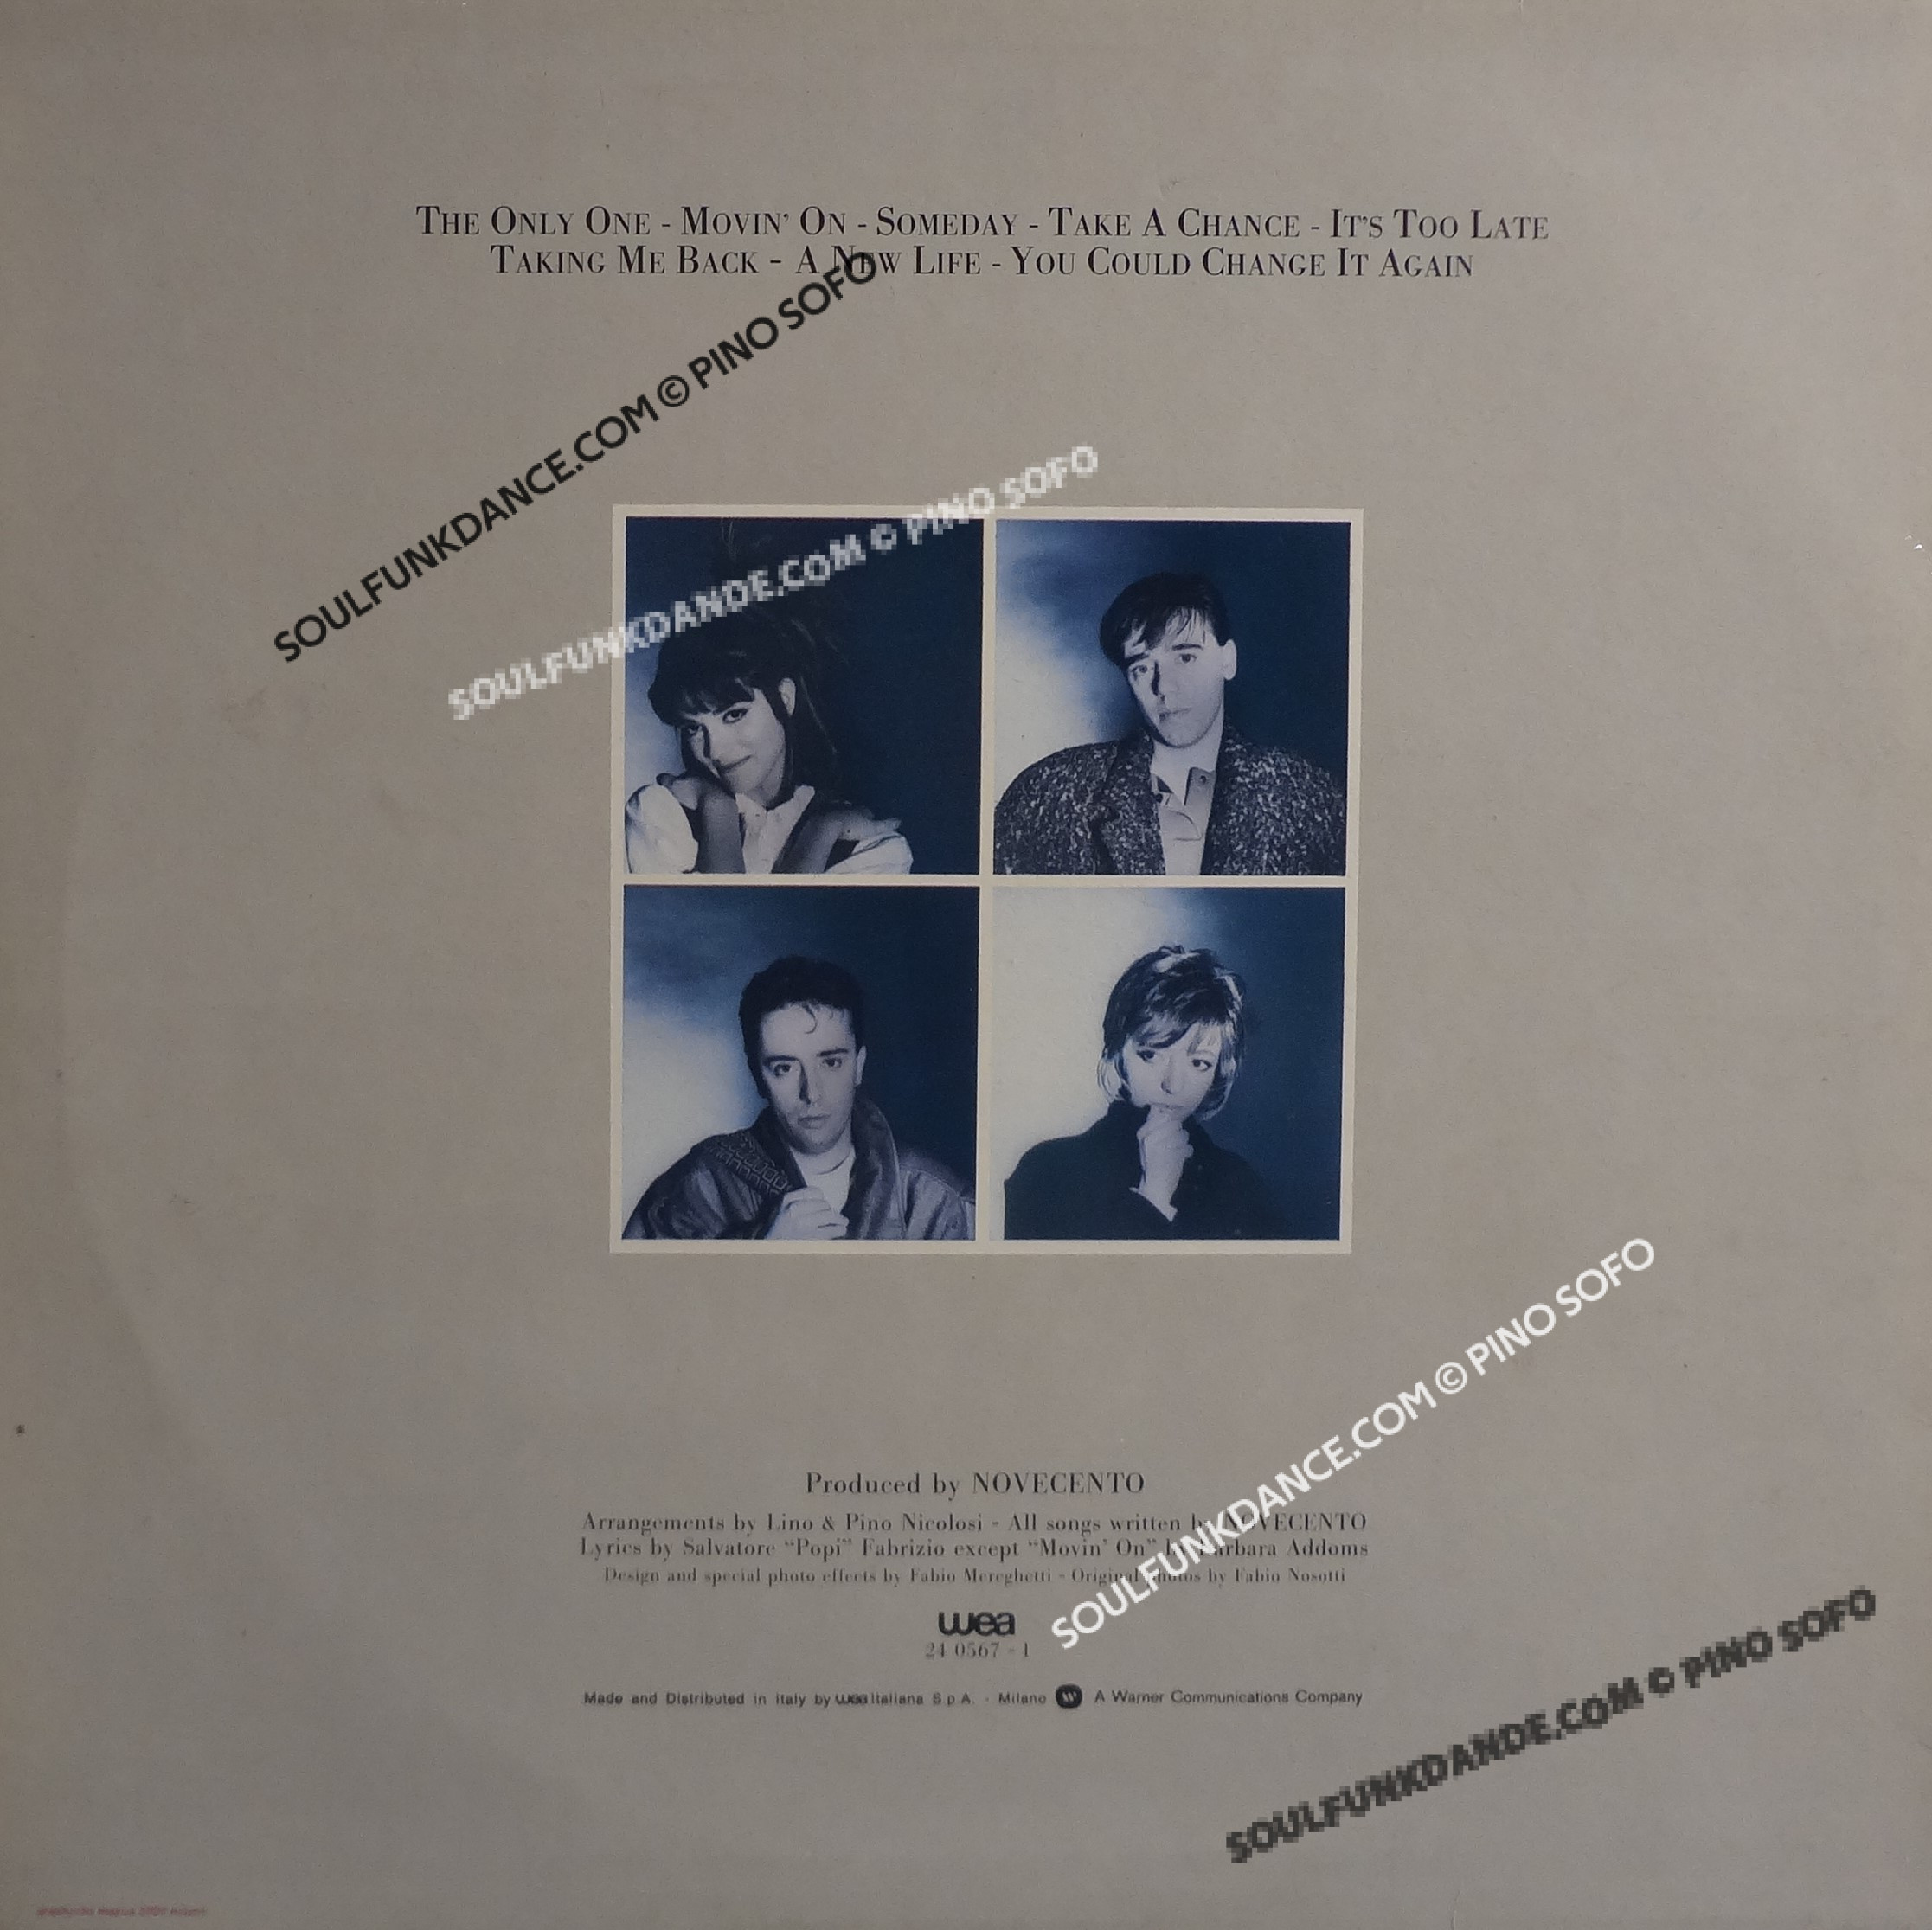 THE ONLY ONE - MOVIN' ON - SOMEDAY - TAKE A CHANCE - IT'S TOO LATE
TAKING ME BACK - A NEW LIFE - YOU COULD CHANGE IT AGAIN
SOULFUNKDANCE.COM © PINO SOFO
SOULFUNKDANDE.COM © PINO SOFO
Produced by NOVECENTO
Arrangements by Lino & Pino Nicolosi - All songs written by NOVECENTO
Lyrics by Salvatore “Popi” Fabrizio except “Movin' On” by Barbara Addoms
Design and special photo effects by Fabio Mereghetti - Original photos by Fabio Nosotti
SOULFUNKDANCE.COM © PINO SOFO
wea
24 0567 - 1
Made and Distributed in Italy by wea Italiana S.p.A. - Milano W A Warner Communications Company
SOULFUNKDANDE.COM © PINO SOFO